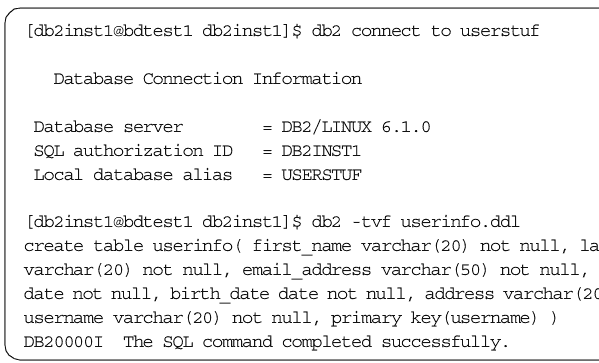 [db2inst1@bdtest1 db2inst1]$ db2 connect to userstuf
Database Connection Information
Database server = DB2/LINUX 6.1.0
SQL authorization ID = DB2INST1
Local database alias = USERSTUF
[db2inst1@bdtest1 db2inst1]$ db2 -tvf userinfo.ddl
create table userinfo( first_name varchar(20) not null, la
varchar(20) not null, email_address varchar(50) not null,
date not null, birth_date date not null, address varchar(20
username varchar(20) not null, primary key(username) )
DB20000I The SQL command completed successfully.